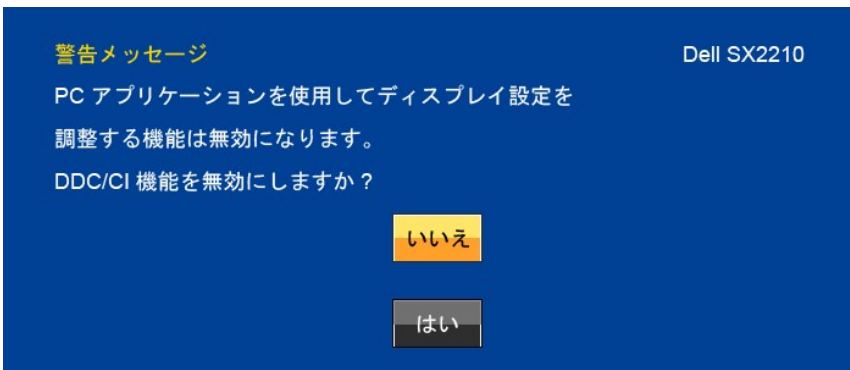 警告メッセージ
Dell SX2210
PC アプリケーションを使用してディスプレイ設定を
調整する機能は無効になります。
DDC/CI 機能を無効にしますか？
いいえ
はい